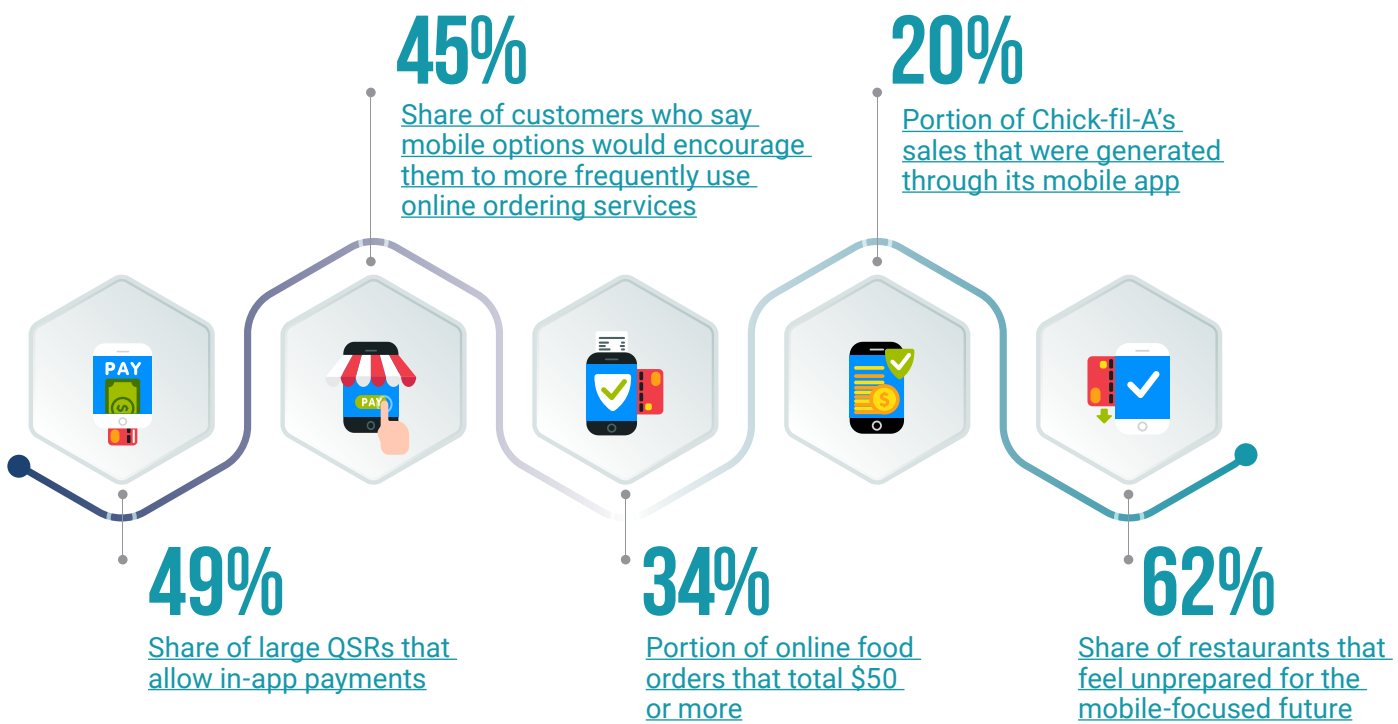 45%
Share of customers who say
mobile options would encourage
them to more frequently use
online ordering services
20%
Portion of Chick-fil-A’s
sales that were generated
through its mobile app
PAY
PAY
49%
Share of large QSRs that
allow in-app payments
34%
Portion of online food
orders that total $50
or more
62%
Share of restaurants that
feel unprepared for the
mobile-focused future